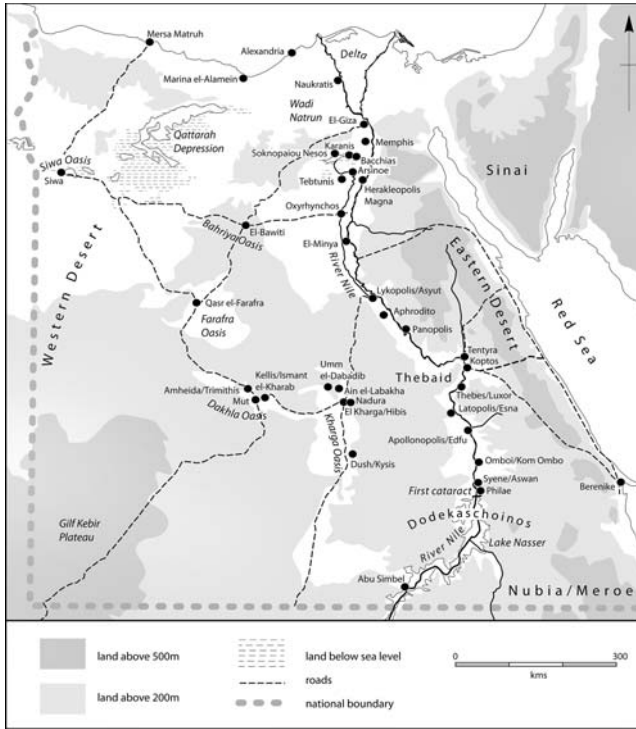 Mersa Matruh
Alexandria
Delta
Marina el-Alamein
Naukratis
Wadi
Natrun
El-Giza
Qattarah
Depression
Memphis
Karanis
Soknopaiou Nesos
Bacchias
Arsinoe
Siwa Oasis
Siwa
Tebtunis
Herakleopolis
Magna
Sinai
Oxyrhynchos
El-Bawiti
Bahriya Oasis
El-Minya
Western Desert
Eastern Desert
Red Sea
River Nile
Lykopolis/Asyut
Qasr el-Farafra
Farafra
Oasis
Aphrodito
Panopolis
Tentyra
Koptos
Umm
el-Dabadib
Kellis/Ismant
el-Kharab
Thebaid
Amheida/Trimithis
Ain el-Labakha
Mut
Nadura
Thebes/Luxor
El Kharga/Hibis
Latopolis/Esna
Dakhla Oasis
Apollonopolis/Edfu
Kharga Oasis
Dush/Kysis
Omboi/Kom Ombo
Syene/Aswan
First cataract
Philae
Berenike
Dodekaschoinos
Gilf Kebir
Plateau
River Nile
Lake Nasser
Abu Simbel
Nubia/Meroe
land above 500m
land below sea level
0 300
kms
roads
land above 200m
national boundary